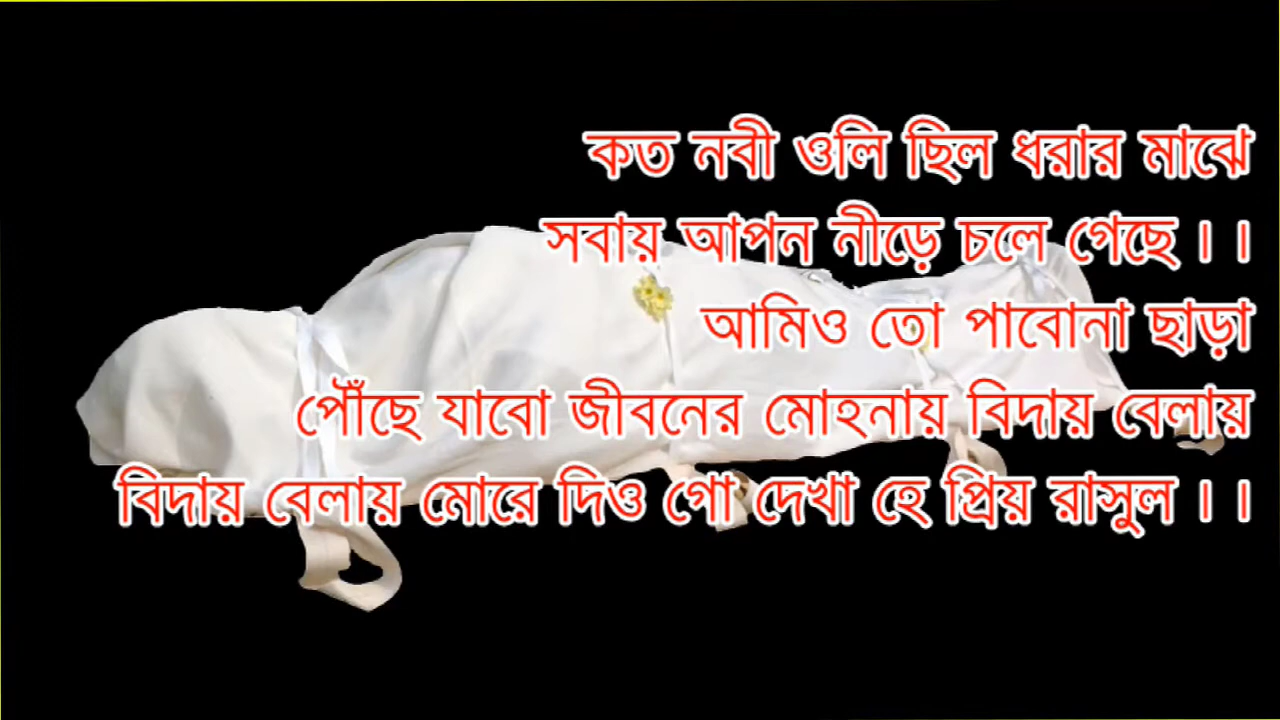 কত নবী ওলি ছিল ধরার মাঝে
সবায় আপন নীড়ে চলে গেছে।।
আমিও তো পাবোনা ছাড়া
পৌঁছে যাবো জীবনের মোহনায় বিদায় বেলায়
বিদায় বেলায় মোরে দিও গো দেখা হে প্রিয় রাসুল।।